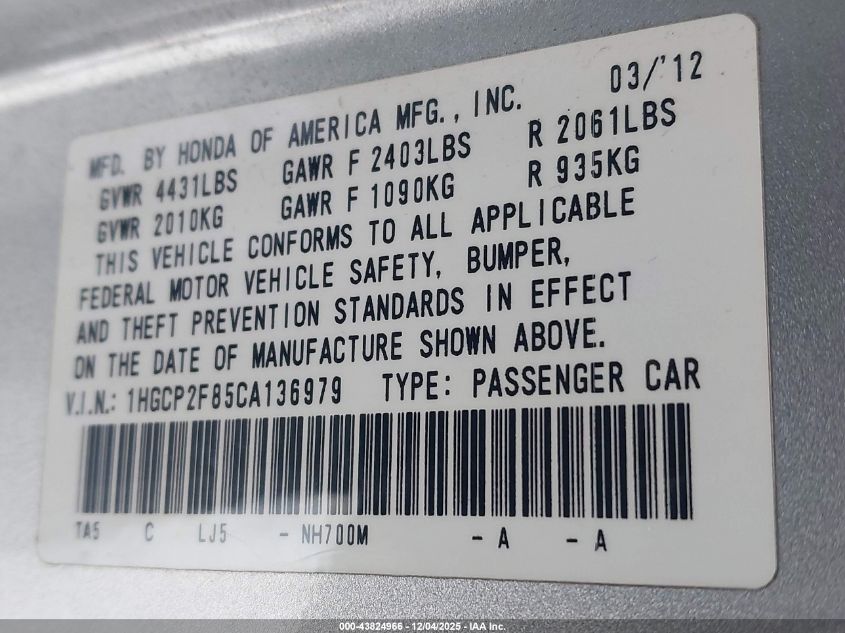 03/'12
MFD. BY HONDA OF AMERICA MFG., INC.
GVWR 4431LBS GAWR F 2403LBS R 2061LBS
GVWR 2010KG GAWR F 1090KG R 935KG
THIS VEHICLE CONFORMS TO ALL APPLICABLE
FEDERAL MOTOR VEHICLE SAFETY, BUMPER,
AND THEFT PREVENTION STANDARDS IN EFFECT
ON THE DATE OF MANUFACTURE SHOWN ABOVE.
V.I.N.: 1HGCP2F85CA136979 TYPE: PASSENGER CAR
TA5 C LJ5 - NH700M - A - A
000-43824966 - 12/04/2025 - IAA Inc.